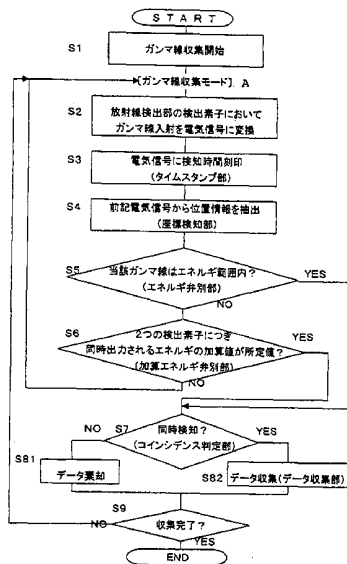 START
S1
ガンマ線収集開始
[ガンマ線収集モード] A
S2
放射線検出部の検出素子において
ガンマ線入射を電気信号に変換
S3
電気信号に検知時間刻印
(タイムスタンプ部)
S4
前記電気信号から位置情報を抽出
(座標検知部)
S5
当該ガンマ線はエネルギ範囲内?
(エネルギ弁別部)
YES
NO
S6
2つの検出素子につき
同時出力されるエネルギの加算値が所定値?
(加算エネルギ弁別部)
YES
NO
S7
同時検知?
(コインシデンス判定部)
NO
YES
S81
データ棄却
S82
データ収集(データ収集部)
S9
収集完了?
NO
YES
END